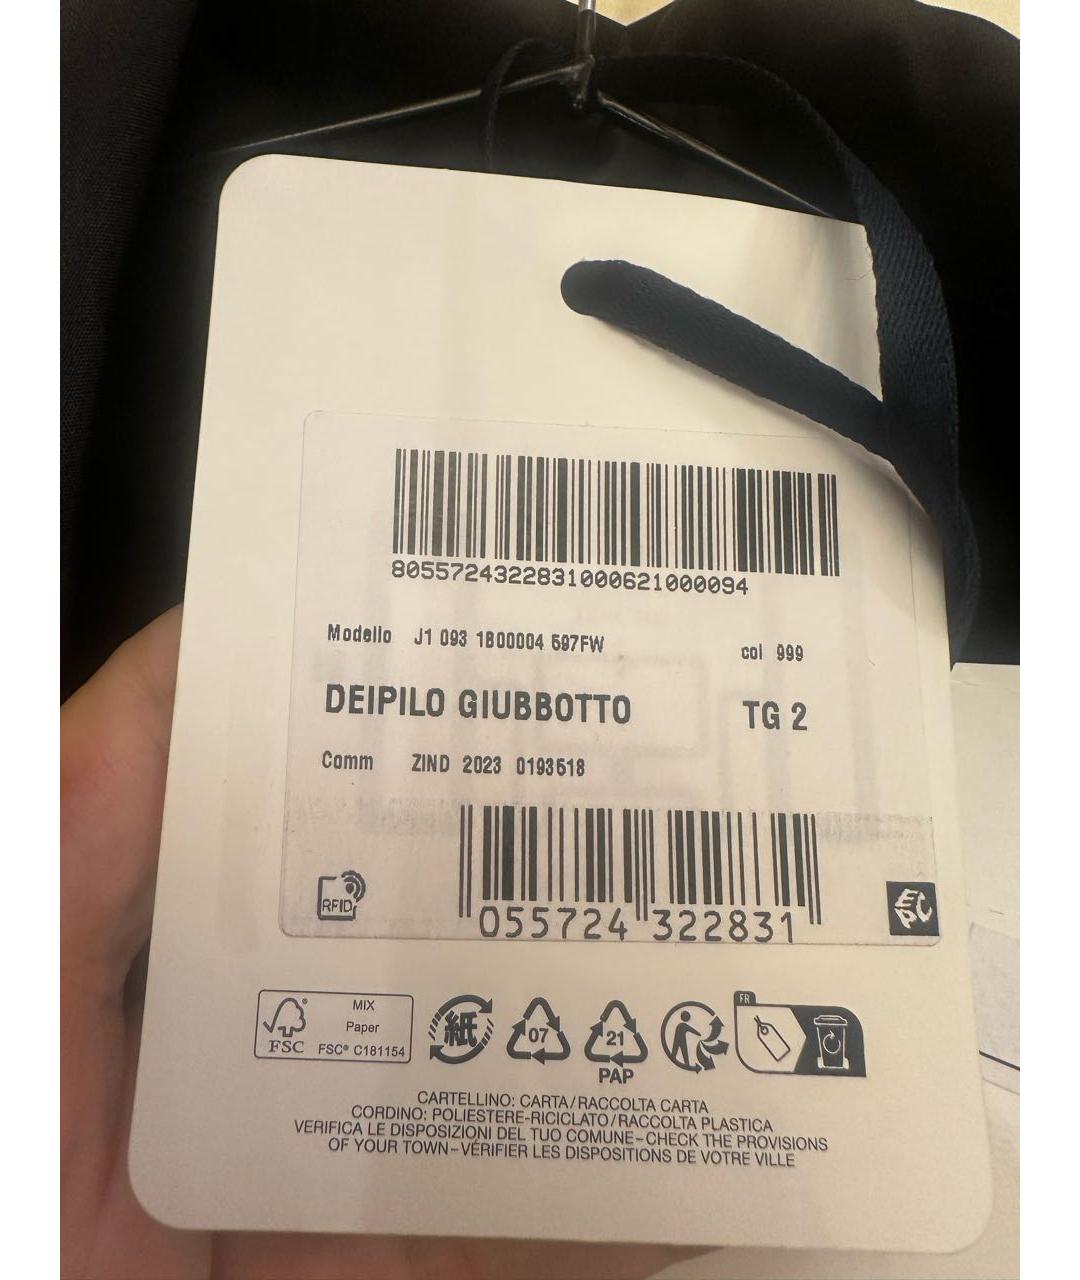 8055724322831000621000094
Modello J1 093 1B00004 597FW
col 999
DEIPILO GIUBBOTTO
TG 2
Comm ZIND 2023 0193518
RFID
EPC
055724 322831
FSC
MIX
Paper
FSC® C181154
紙
07
21
PAP
FR
CARTELLINO: CARTA/RACCOLTA CARTA
CORDINO: POLIESTERE-RICICLATO/RACCOLTA PLASTICA
VERIFICA LE DISPOSIZIONI DEL TUO COMUNE-CHECK THE PROVISIONS
OF YOUR TOWN-VÉRIFIER LES DISPOSITIONS DE VOTRE VILLE